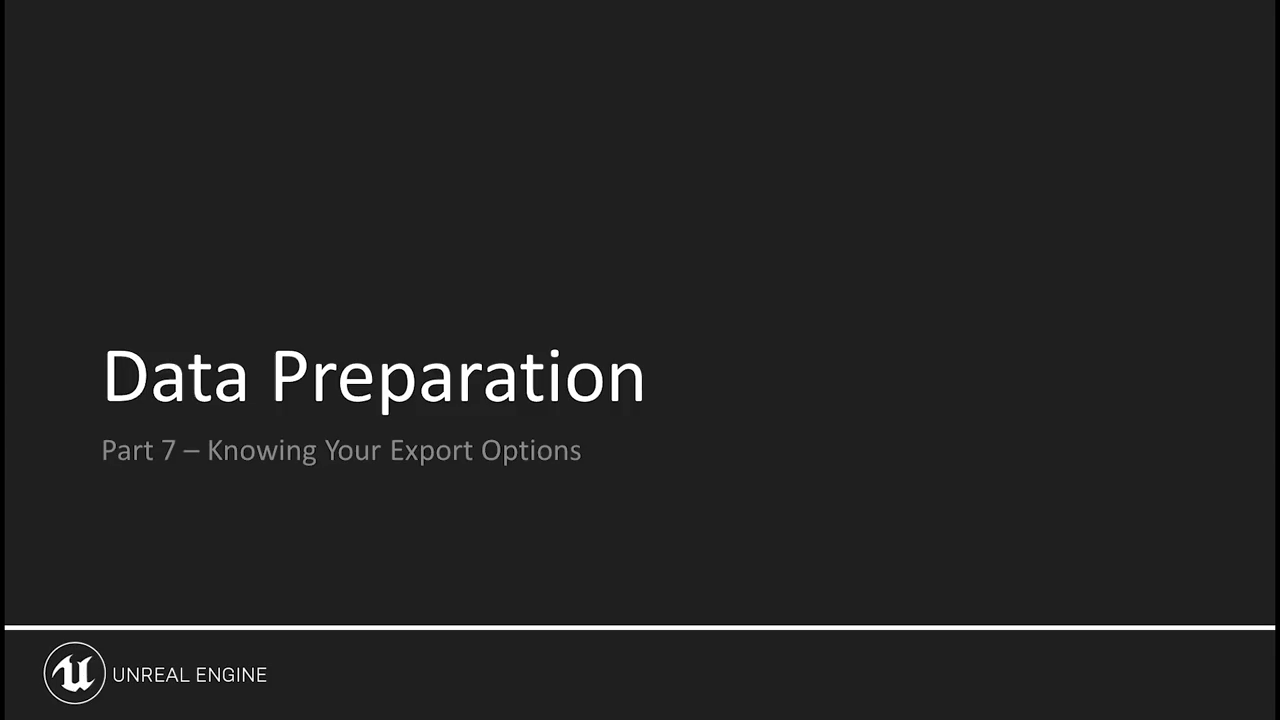 Data Preparation
Part 7 – Knowing Your Export Options
UNREAL ENGINE